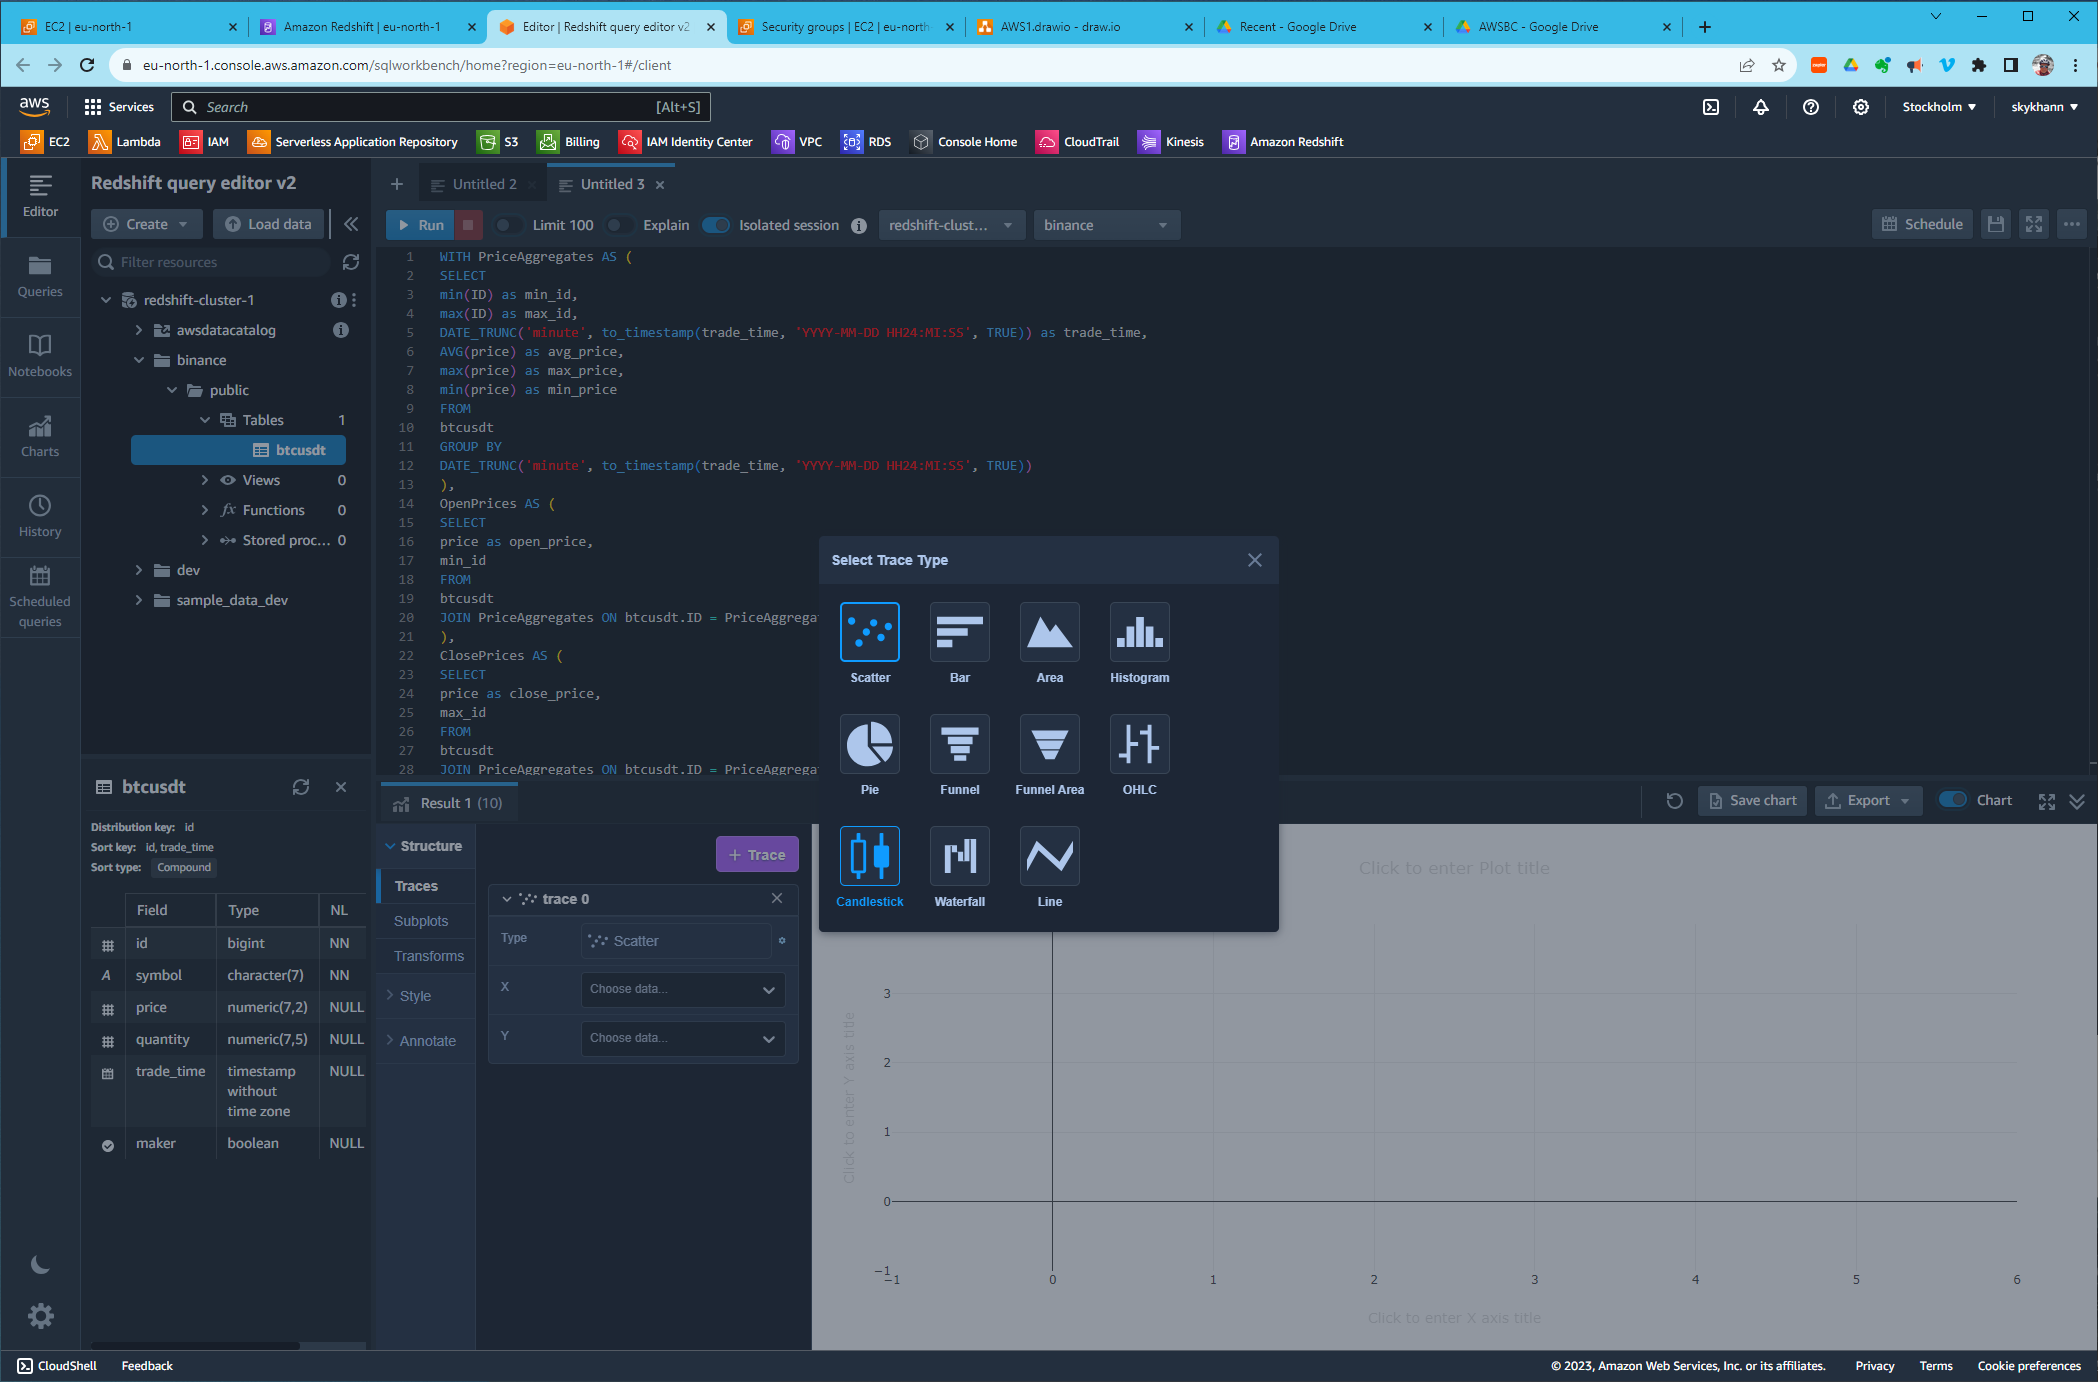 EC2 | eu-north-1
Amazon Redshift | eu-north-1
Editor | Redshift query editor v2
Security groups | EC2 | eu-north
AWS1.drawio - draw.io
Recent - Google Drive
AWSBC - Google Drive
eu-north-1.console.aws.amazon.com/sqlworkbench/home?region=eu-north-1#/client
aws
Services
Search
[Alt+S]
Stockholm
skykhann
EC2
Lambda
IAM
Serverless Application Repository
S3
Billing
IAM Identity Center
VPC
RDS
Console Home
CloudTrail
Kinesis
Amazon Redshift
Editor
Queries
Notebooks
Charts
History
Scheduled
queries
Redshift query editor v2
Create
Load data
Filter resources
redshift-cluster-1
awsdatacatalog
binance
public
Tables 1
btcusdt
Views 0
Functions 0
Stored proc... 0
dev
sample_data_dev
Untitled 2
Untitled 3
Run
Limit 100
Explain
Isolated session
redshift-clust...
binance
Schedule
1 WITH PriceAggregates AS (
2 SELECT
3 min(ID) as min_id,
4 max(ID) as max_id,
5 DATE_TRUNC('minute', to_timestamp(trade_time, 'YYYY-MM-DD HH24:MI:SS', TRUE)) as trade_time,
6 AVG(price) as avg_price,
7 max(price) as max_price,
8 min(price) as min_price
9 FROM
10 btcusdt
11 GROUP BY
12 DATE_TRUNC('minute', to_timestamp(trade_time, 'YYYY-MM-DD HH24:MI:SS', TRUE))
13 ),
14 OpenPrices AS (
15 SELECT
16 price as open_price,
17 min_id
18 FROM
19 btcusdt
20 JOIN PriceAggregates ON btcusdt.ID = PriceAggrega
21 ),
22 ClosePrices AS (
23 SELECT
24 price as close_price,
25 max_id
26 FROM
27 btcusdt
28 JOIN PriceAggregates ON btcusdt.ID = PriceAggrega
Select Trace Type
Scatter
Bar
Area
Histogram
Pie
Funnel
Funnel Area
OHLC
Candlestick
Waterfall
Line
btcusdt
Distribution key: id
Sort key: id, trade_time
Sort type: Compound
Field Type NL
id bigint NN
symbol character(7) NN
price numeric(7,2) NULL
quantity numeric(7,5) NULL
trade_time timestamp NULL
without
time zone
maker boolean NULL
Result 1 (10)
Save chart
Export
Chart
Structure
Traces
Subplots
Transforms
Style
Annotate
Trace
trace 0
Type
Scatter
X
Choose data...
Y
Choose data...
Click to enter Plot title
Click to enter Y axis title
3
2
1
0
−1
−1 0 1 2 3 4 5 6
Click to enter X axis title
CloudShell
Feedback
© 2023, Amazon Web Services, Inc. or its affiliates.
Privacy
Terms
Cookie preferences